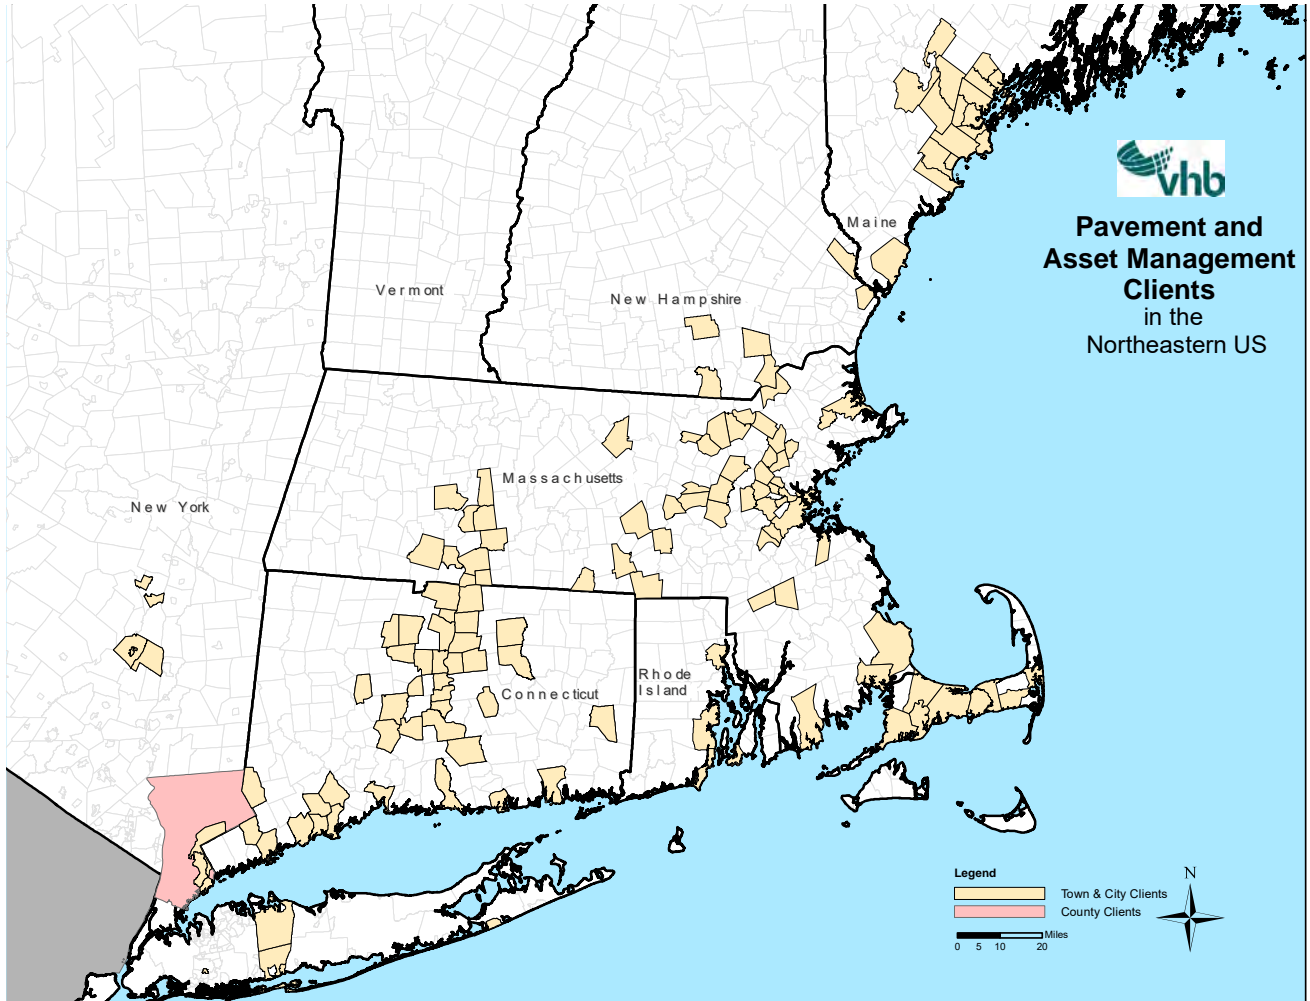 vhb
Pavement and
Asset Management
Clients
in the
Northeastern US
Maine
Vermont
New Hampshire
Massachusetts
New York
Rhode
Island
Connecticut
Legend
Town & City Clients
County Clients
Miles
0 5 10 20
N